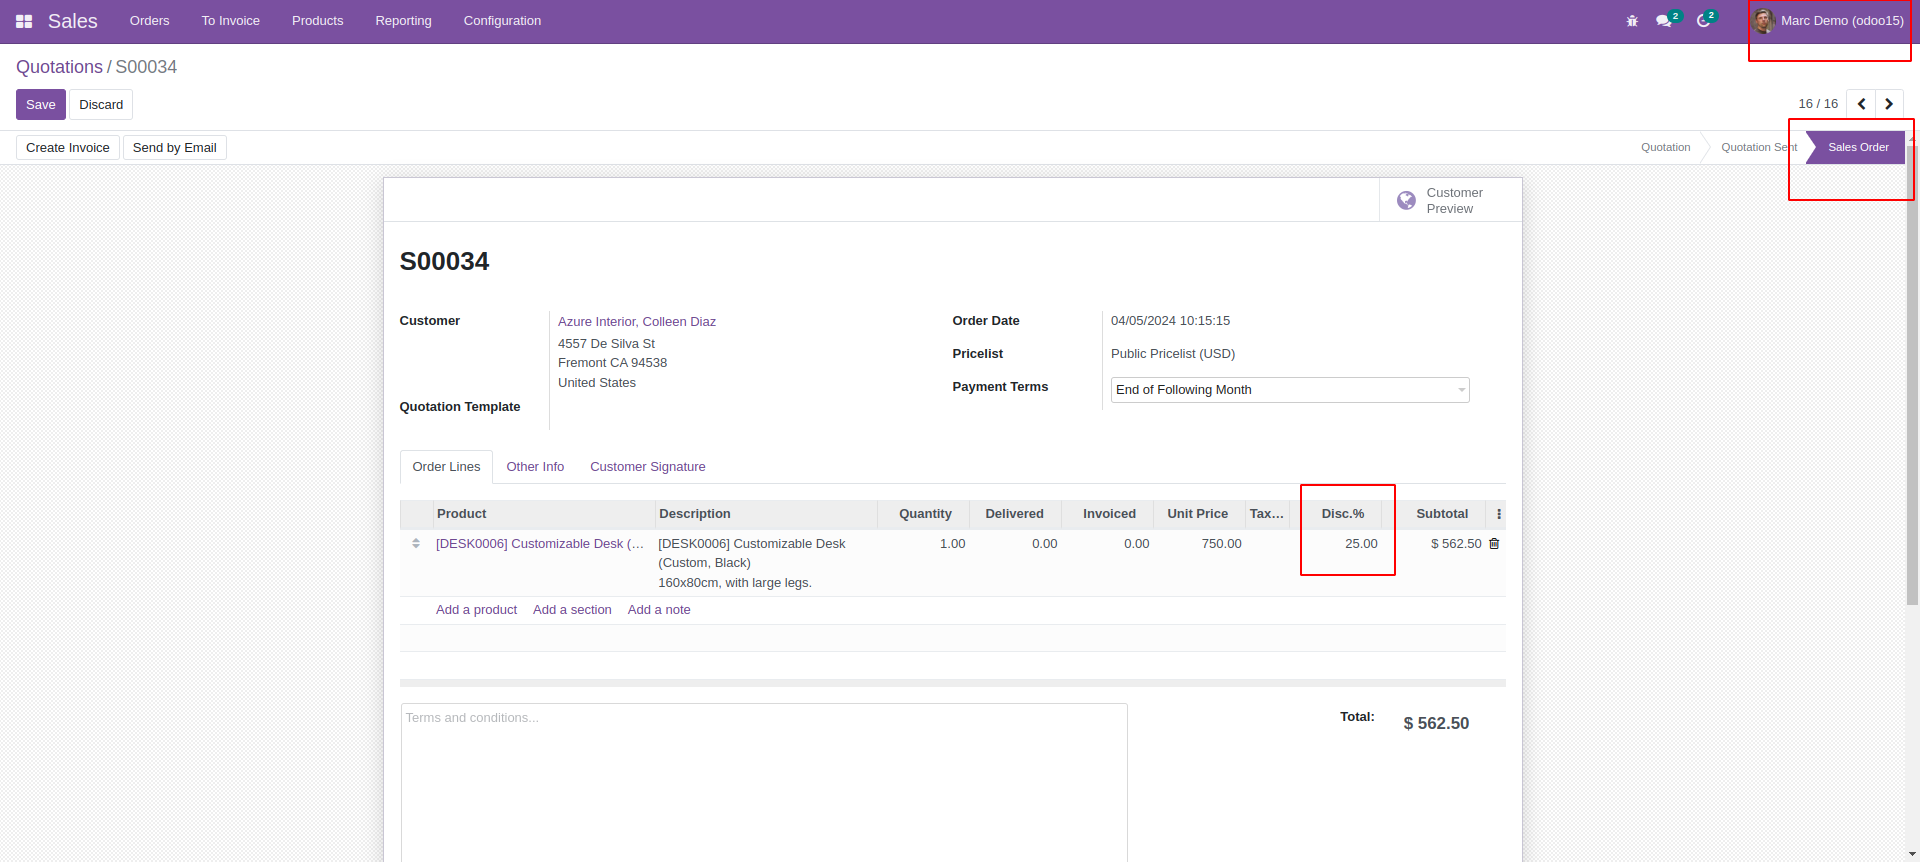 Sales Orders To Invoice Products Reporting Configuration 2 2 Marc Demo (odoo15)
Quotations / S00034
Save Discard 16 / 16
Create Invoice Send by Email Quotation Quotation Sent Sales Order
Customer
Preview
S00034
Customer Azure Interior, Colleen Diaz Order Date 04/05/2024 10:15:15
4557 De Silva St
Fremont CA 94538 Pricelist Public Pricelist (USD)
United States Payment Terms End of Following Month
Quotation Template
Order Lines Other Info Customer Signature
Product Description Quantity Delivered Invoiced Unit Price Tax… Disc.% Subtotal
[DESK0006] Customizable Desk (… [DESK0006] Customizable Desk 1.00 0.00 0.00 750.00 25.00 $ 562.50
(Custom, Black)
160x80cm, with large legs.
Add a product Add a section Add a note
Terms and conditions... Total: $ 562.50